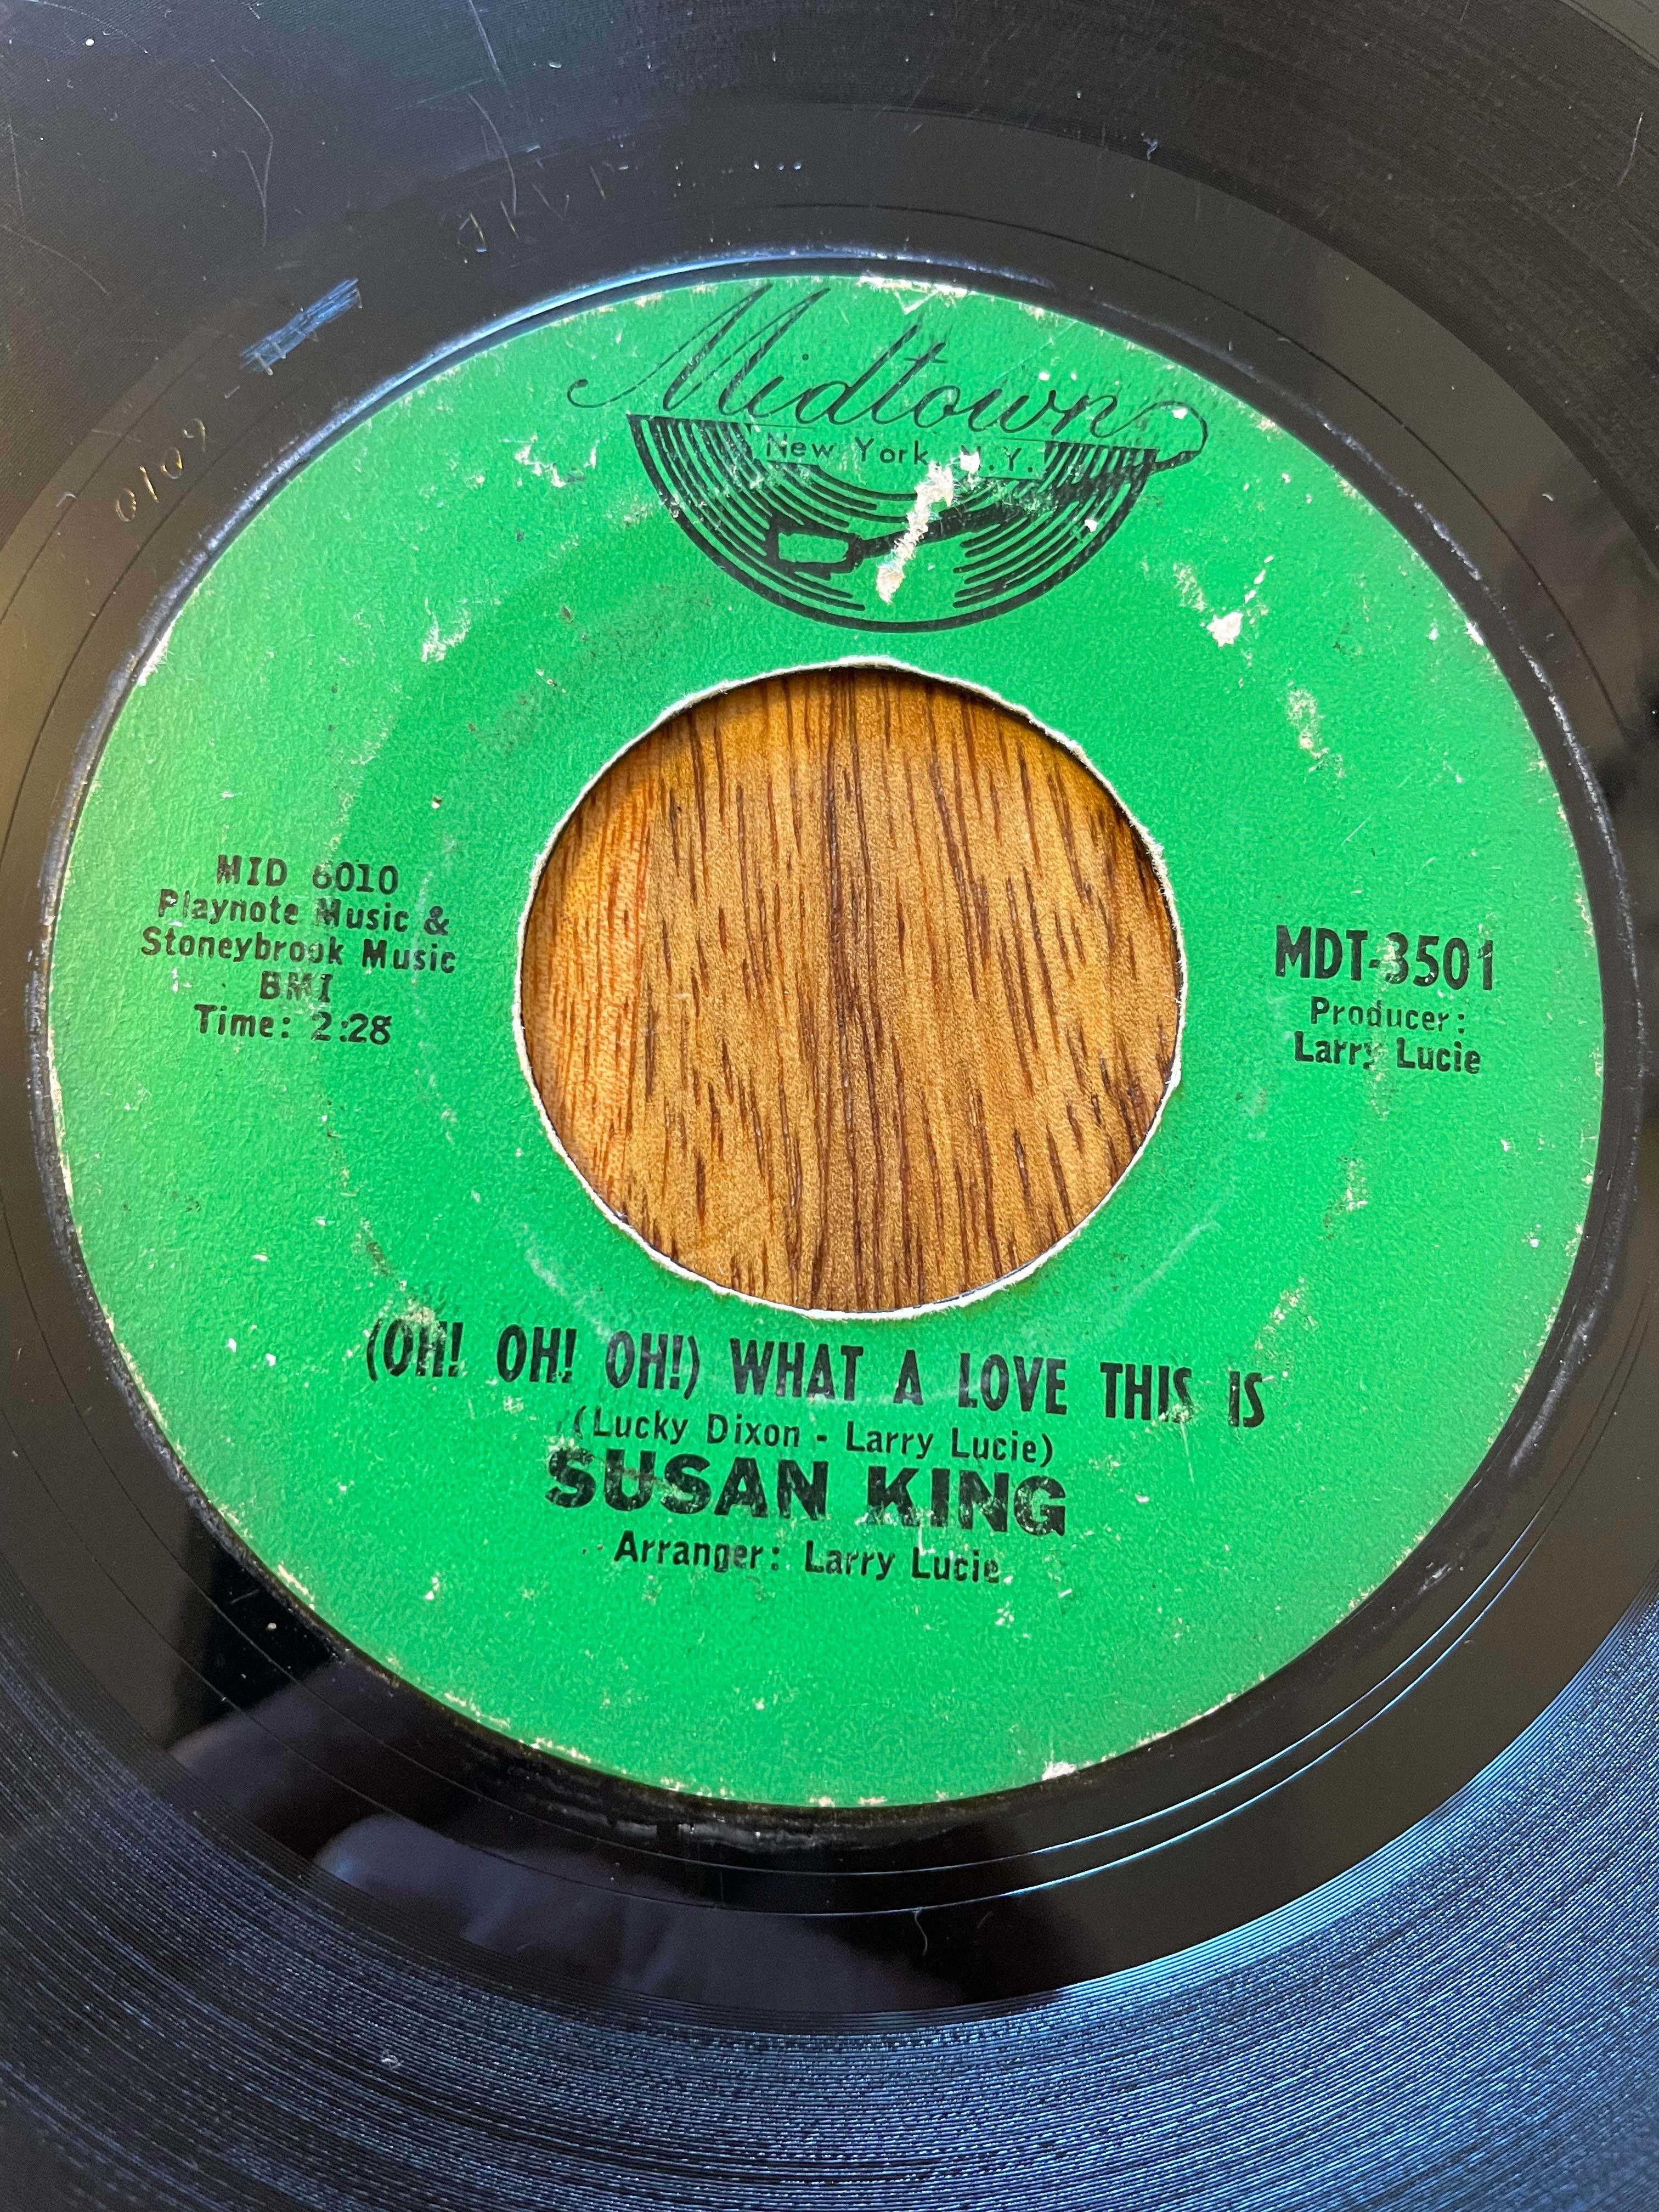 Midtown
New York, N.Y.
MID 6010
Playnote Music &
Stoneybrook Music
BMI
Time: 2:28
MDT-3501
Producer:
Larry Lucie
(OH! OH! OH!) WHAT A LOVE THIS IS
(Lucky Dixon - Larry Lucie)
SUSAN KING
Arranger: Larry Lucie